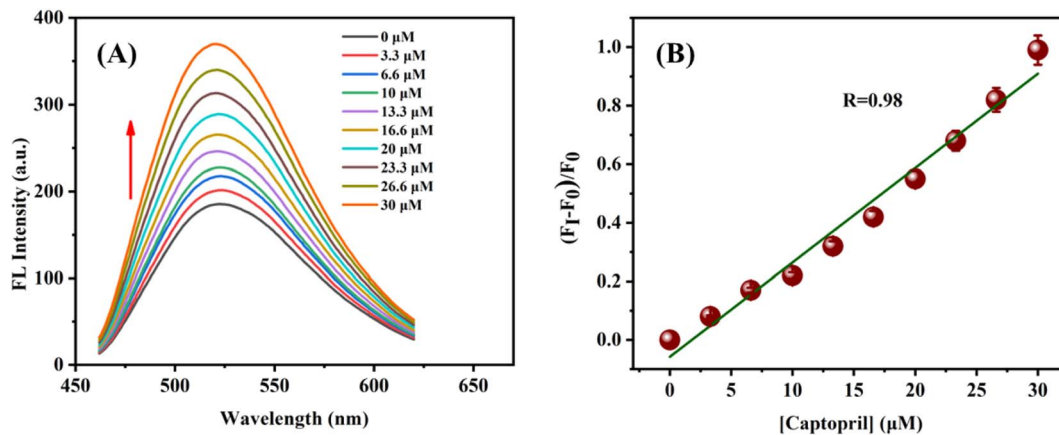 (A)
FL Intensity (a.u.)
400
300
200
100
0
0 μM
3.3 μM
6.6 μM
10 μM
13.3 μM
16.6 μM
20 μM
23.3 μM
26.6 μM
30 μM
450 500 550 600 650
Wavelength (nm)
(B)
(F_I-F_0)/F_0
1.0
0.8
0.6
0.4
0.2
0.0
R=0.98
0 5 10 15 20 25 30
[Captopril] (μM)